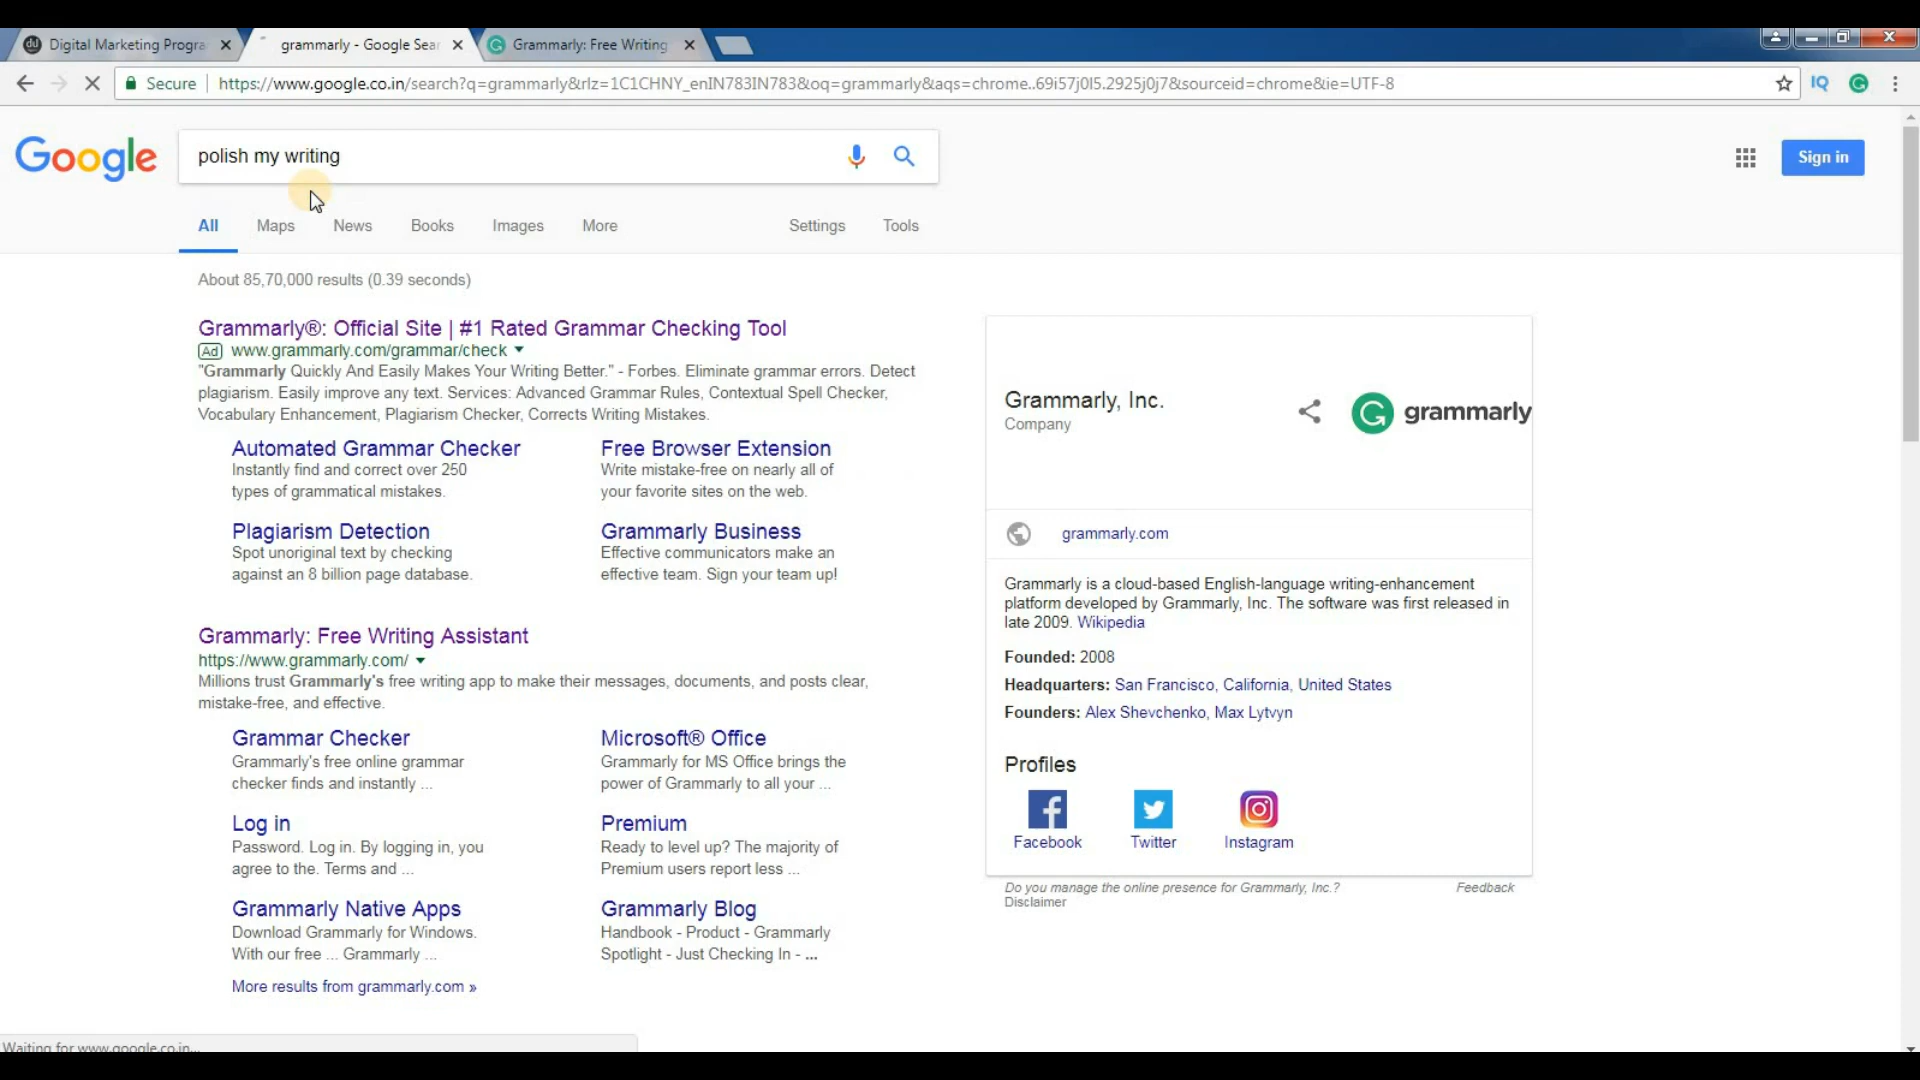 Digital Marketing Progra
grammarly - Google Sea
Grammarly: Free Writing
Secure
https://www.google.co.in/search?q=grammarly&rlz=1C1CHNY_enIN783IN783&oq=grammarly&aqs=chrome..69i57j0l5.2925j0j7&sourceid=chrome&ie=UTF-8
IQ
Google
polish my writing
Sign in
All Maps News Books Images More Settings Tools
About 85,70,000 results (0.39 seconds)
Grammarly®: Official Site | #1 Rated Grammar Checking Tool
Ad www.grammarly.com/grammar/check
"Grammarly Quickly And Easily Makes Your Writing Better." - Forbes. Eliminate grammar errors. Detect
plagiarism. Easily improve any text. Services: Advanced Grammar Rules, Contextual Spell Checker,
Vocabulary Enhancement, Plagiarism Checker, Corrects Writing Mistakes.
Automated Grammar Checker
Instantly find and correct over 250
types of grammatical mistakes.
Free Browser Extension
Write mistake-free on nearly all of
your favorite sites on the web.
Plagiarism Detection
Spot unoriginal text by checking
against an 8 billion page database.
Grammarly Business
Effective communicators make an
effective team. Sign your team up!
Grammarly: Free Writing Assistant
https://www.grammarly.com/
Millions trust Grammarly's free writing app to make their messages, documents, and posts clear,
mistake-free, and effective.
Grammar Checker
Grammarly's free online grammar
checker finds and instantly ...
Microsoft® Office
Grammarly for MS Office brings the
power of Grammarly to all your ...
Log in
Password. Log in. By logging in, you
agree to the. Terms and ...
Premium
Ready to level up? The majority of
Premium users report less ...
Grammarly Native Apps
Download Grammarly for Windows.
With our free ... Grammarly ...
Grammarly Blog
Handbook - Product - Grammarly
Spotlight - Just Checking In - ...
More results from grammarly.com »
Grammarly, Inc.
Company
grammarly
grammarly.com
Grammarly is a cloud-based English-language writing-enhancement
platform developed by Grammarly, Inc. The software was first released in
late 2009. Wikipedia
Founded: 2008
Headquarters: San Francisco, California, United States
Founders: Alex Shevchenko, Max Lytvyn
Profiles
Facebook Twitter Instagram
Do you manage the online presence for Grammarly, Inc.? Feedback
Disclaimer
Waiting for www.google.co.in...